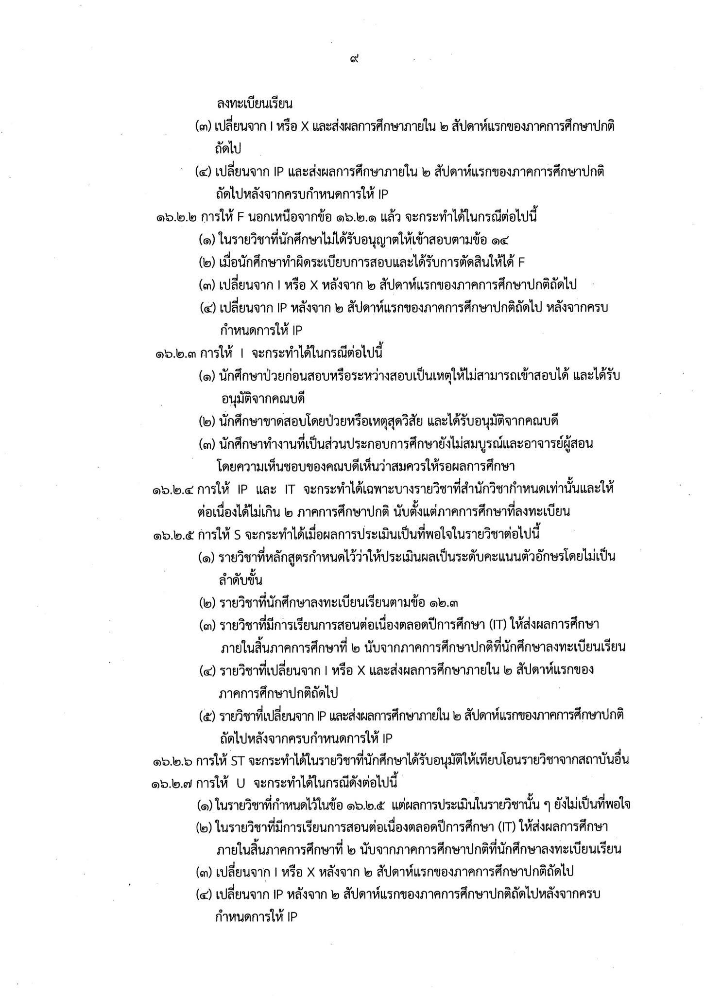 ๙
ลงทะเบียนเรียน
(๓) เปลี่ยนจาก I หรือ X และส่งผลการศึกษาภายใน ๒ สัปดาห์แรกของภาคการศึกษาปกติ
ถัดไป
(๔) เปลี่ยนจาก IP และส่งผลการศึกษาภายใน ๒ สัปดาห์แรกของภาคการศึกษาปกติ
ถัดไปหลังจากครบกำหนดการให้ IP
๑๖.๒.๒ การให้ F นอกเหนือจากข้อ ๑๖.๒.๑ แล้ว จะกระทำได้ในกรณีต่อไปนี้
(๑) ในรายวิชาที่นักศึกษาไม่ได้รับอนุญาตให้เข้าสอบตามข้อ ๑๔
(๒) เมื่อนักศึกษาทำผิดระเบียบการสอบและได้รับการตัดสินให้ได้ F
(๓) เปลี่ยนจาก I หรือ X หลังจาก ๒ สัปดาห์แรกของภาคการศึกษาปกติถัดไป
(๔) เปลี่ยนจาก IP หลังจาก ๒ สัปดาห์แรกของภาคการศึกษาปกติถัดไป หลังจากครบ
กำหนดการให้ IP
๑๖.๒.๓ การให้ I จะกระทำได้ในกรณีต่อไปนี้
(๑) นักศึกษาป่วยก่อนสอบหรือระหว่างสอบเป็นเหตุให้ไม่สามารถเข้าสอบได้ และได้รับ
อนุมัติจากคณบดี
(๒) นักศึกษาขาดสอบโดยป่วยหรือเหตุสุดวิสัย และได้รับอนุมัติจากคณบดี
(๓) นักศึกษาทำงานที่เป็นส่วนประกอบการศึกษายังไม่สมบูรณ์และอาจารย์ผู้สอน
โดยความเห็นชอบของคณบดีเห็นว่าสมควรให้รอผลการศึกษา
๑๖.๒.๔ การให้ IP และ IT จะกระทำได้เฉพาะบางรายวิชาที่สำนักวิชากำหนดเท่านั้นและให้
ต่อเนื่องได้ไม่เกิน ๒ ภาคการศึกษาปกติ นับตั้งแต่ภาคการศึกษาที่ลงทะเบียน
๑๖.๒.๕ การให้ S จะกระทำได้เมื่อผลการประเมินเป็นที่พอใจในรายวิชาต่อไปนี้
(๑) รายวิชาที่หลักสูตรกำหนดไว้ว่าให้ประเมินผลเป็นระดับคะแนนตัวอักษรโดยไม่เป็น
ลำดับขั้น
(๒) รายวิชาที่นักศึกษาลงทะเบียนเรียนตามข้อ ๑๒.๓
(๓) รายวิชาที่มีการเรียนการสอนต่อเนื่องตลอดปีการศึกษา (IT) ให้ส่งผลการศึกษา
ภายในสิ้นภาคการศึกษาที่ ๒ นับจากภาคการศึกษาปกติที่นักศึกษาลงทะเบียนเรียน
(๔) รายวิชาที่เปลี่ยนจาก I หรือ X และส่งผลการศึกษาภายใน ๒ สัปดาห์แรกของ
ภาคการศึกษาปกติถัดไป
(๕) รายวิชาที่เปลี่ยนจาก IP และส่งผลการศึกษาภายใน ๒ สัปดาห์แรกของภาคการศึกษาปกติ
ถัดไปหลังจากครบกำหนดการให้ IP
๑๖.๒.๖ การให้ ST จะกระทำได้ในรายวิชาที่นักศึกษาได้รับอนุมัติให้เทียบโอนรายวิชาจากสถาบันอื่น
๑๖.๒.๗ การให้ U จะกระทำได้ในกรณีดังต่อไปนี้
(๑) ในรายวิชาที่กำหนดไว้ในข้อ ๑๖.๒.๕ แต่ผลการประเมินในรายวิชานั้น ๆ ยังไม่เป็นที่พอใจ
(๒) ในรายวิชาที่มีการเรียนการสอนต่อเนื่องตลอดปีการศึกษา (IT) ให้ส่งผลการศึกษา
ภายในสิ้นภาคการศึกษาที่ ๒ นับจากภาคการศึกษาปกติที่นักศึกษาลงทะเบียนเรียน
(๓) เปลี่ยนจาก I หรือ X หลังจาก ๒ สัปดาห์แรกของภาคการศึกษาปกติถัดไป
(๔) เปลี่ยนจาก IP หลังจาก ๒ สัปดาห์แรกของภาคการศึกษาปกติถัดไปหลังจากครบ
กำหนดการให้ IP